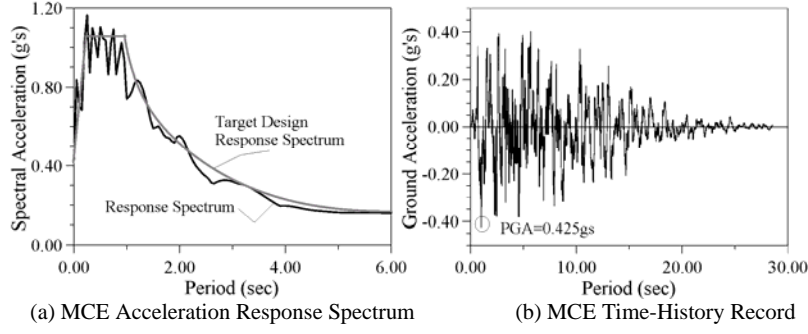 Spectral Acceleration (g's)
1.20
0.80
0.40
0.00
Target Design
Response Spectrum
Response Spectrum
0.00 2.00 4.00 6.00
Period (sec)
(a) MCE Acceleration Response Spectrum
Ground Acceleration (g's)
0.40
0.20
0.00
-0.20
-0.40
PGA=0.425gs
0.00 10.00 20.00 30.00
Period (sec)
(b) MCE Time-History Record